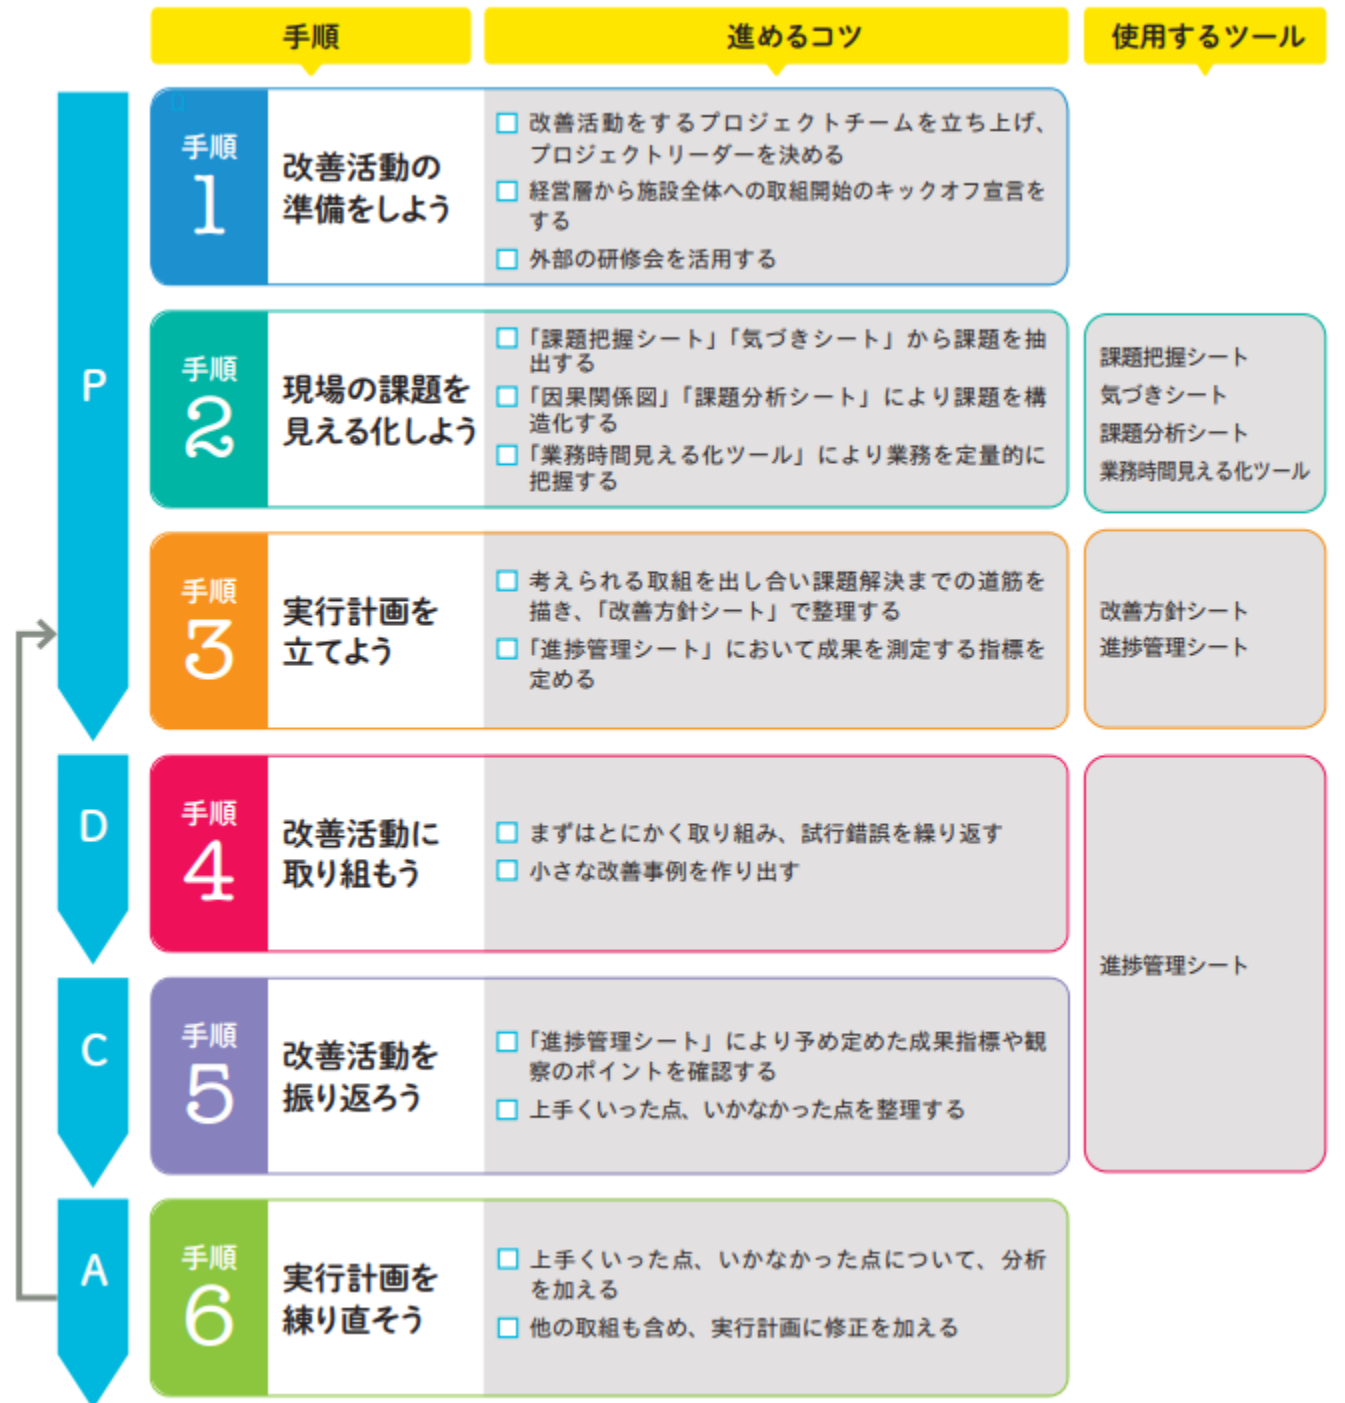 手順
進めるコツ
使用するツール
P
手順
1
改善活動の
準備をしよう
改善活動をするプロジェクトチームを立ち上げ、
プロジェクトリーダーを決める
経営層から施設全体への取組開始のキックオフ宣言を
する
外部の研修会を活用する
手順
2
現場の課題を
見える化しよう
「課題把握シート」「気づきシート」から課題を抽
出する
「因果関係図」「課題分析シート」により課題を構
造化する
「業務時間見える化ツール」により業務を定量的に
把握する
課題把握シート
気づきシート
課題分析シート
業務時間見える化ツール
手順
3
実行計画を
立てよう
考えられる取組を出し合い課題解決までの道筋を
描き、「改善方針シート」で整理する
「進捗管理シート」において成果を測定する指標を
定める
改善方針シート
進捗管理シート
D
手順
4
改善活動に
取り組もう
まずはとにかく取り組み、試行錯誤を繰り返す
小さな改善事例を作り出す
進捗管理シート
C
手順
5
改善活動を
振り返ろう
「進捗管理シート」により予め定めた成果指標や観
察のポイントを確認する
上手くいった点、いかなかった点を整理する
A
手順
6
実行計画を
練り直そう
上手くいった点、いかなかった点について、分析
を加える
他の取組も含め、実行計画に修正を加える